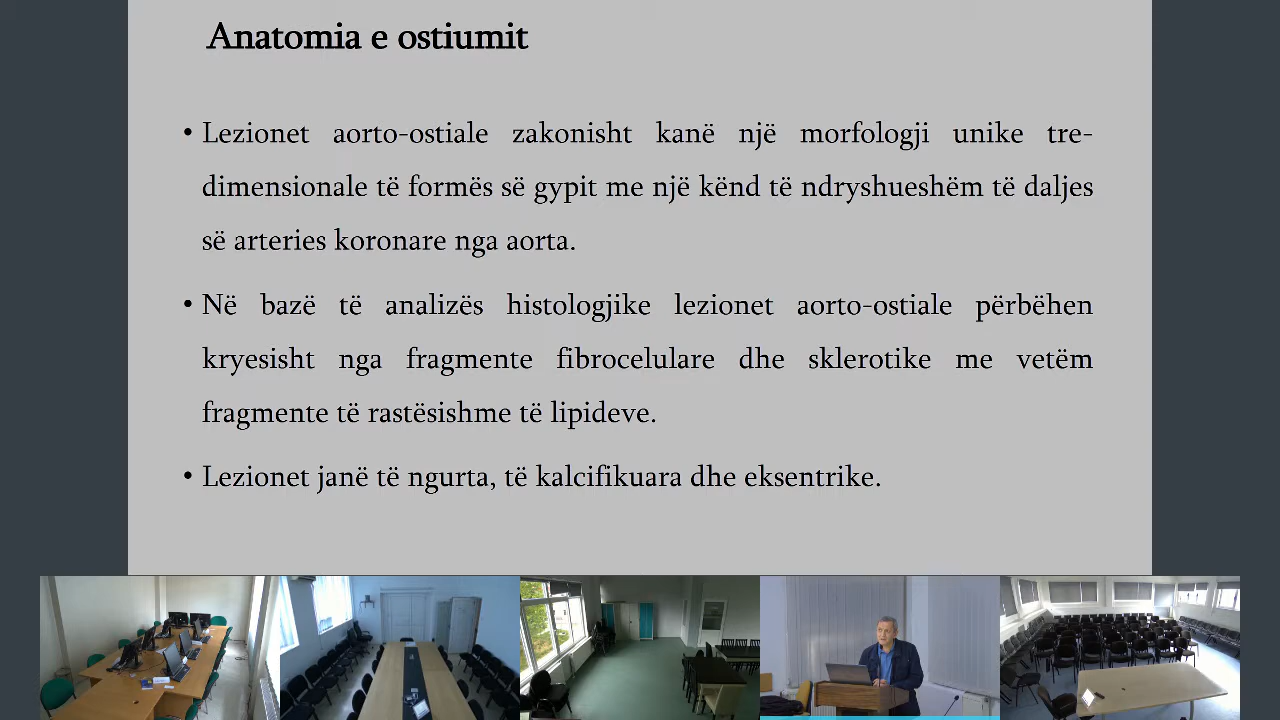 Anatomia e ostiumit
• Lezionet aorto-ostiale zakonisht kanë një morfologji unike tre-
dimensionale të formës së gypit me një kënd të ndryshueshëm të daljes
së arteries koronare nga aorta.
• Në bazë të analizës histologjike lezionet aorto-ostiale përbëhen
kryesisht nga fragmente fibrocelulare dhe sklerotike me vetëm
fragmente të rastësishme të lipideve.
• Lezionet janë të ngurta, të kalcifikuara dhe eksentrike.